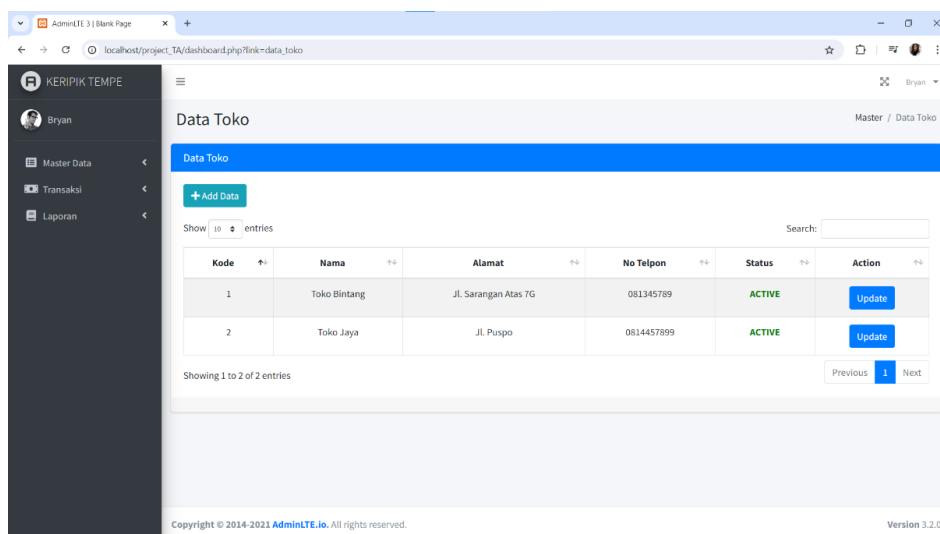 AdminLTE 3 | Blank Page
localhost/project_TA/dashboard.php?link=data_toko
KERIPIK TEMPE
Bryan
Bryan
Data Toko
Master / Data Toko
Master Data
Transaksi
Laporan
Data Toko
+ Add Data
Show 10 entries
Search:
Kode Nama Alamat No Telpon Status Action
1 Toko Bintang Jl. Sarangan Atas 7G 081345789 ACTIVE Update
2 Toko Jaya Jl. Puspo 0814457899 ACTIVE Update
Showing 1 to 2 of 2 entries
Previous 1 Next
Copyright © 2014-2021 AdminLTE.io. All rights reserved.
Version 3.2.0